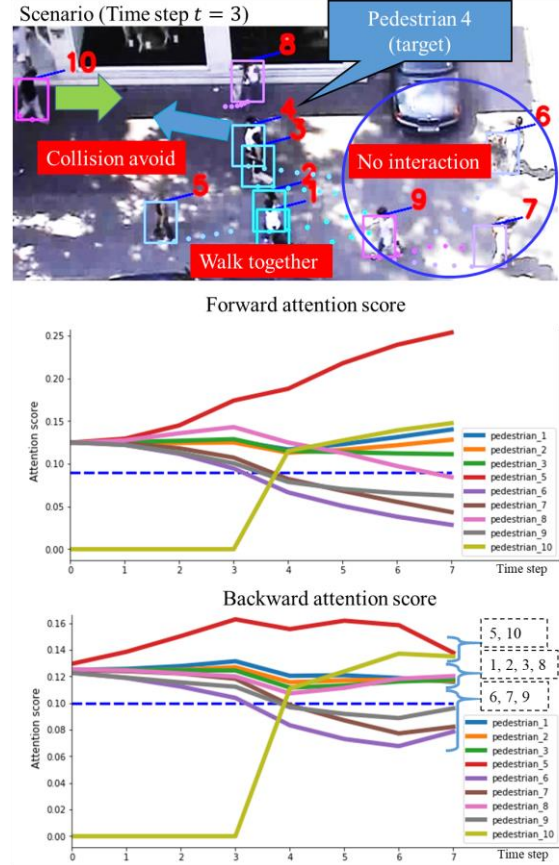 Scenario (Time step t = 3)
Pedestrian 4
(target)
10
8
4
3
6
Collision avoid
No interaction
2
5
1
9
7
Walk together
Forward attention score
0.25
0.20
0.15
0.10
0.05
0.00
Attention score
pedestrian_1
pedestrian_2
pedestrian_3
pedestrian_5
pedestrian_6
pedestrian_7
pedestrian_8
pedestrian_9
pedestrian_10
0 1 2 3 4 5 6 7 Time step
Backward attention score
0.16
0.14
0.12
0.10
0.08
0.06
0.04
0.02
0.00
Attention score
5, 10
1, 2, 3, 8
6, 7, 9
pedestrian_1
pedestrian_2
pedestrian_3
pedestrian_5
pedestrian_6
pedestrian_7
pedestrian_8
pedestrian_9
pedestrian_10
0 1 2 3 4 5 6 7 Time step